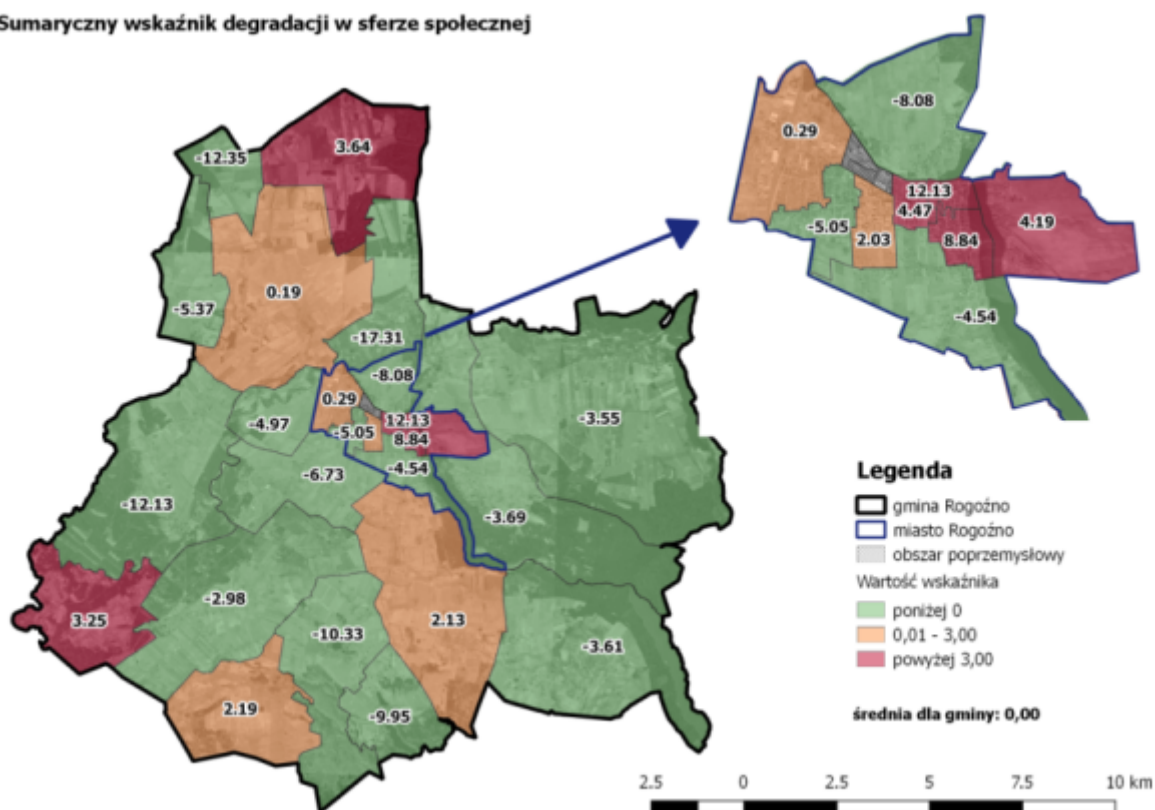 Sumaryczny wskaźnik degradacji w sferze społecznej
-8.08
0.29
12.13
4.47
4.19
-5.05
2.03
8.84
-4.54
-12.35
3.64
-5.37
0.19
-17.31
-8.08
0.29
12.13
-4.97
-5.05
8.84
-3.55
-6.73
-4.54
-12.13
-3.69
3.25
-2.98
-10.33
2.13
-3.61
2.19
-9.95
Legenda
gmina Rogoźno
miasto Rogoźno
obszar poprzemysłowy
Wartość wskaźnika
poniżej 0
0,01 - 3,00
powyżej 3,00
średnia dla gminy: 0,00
2.5 0 2.5 5 7.5 10 km